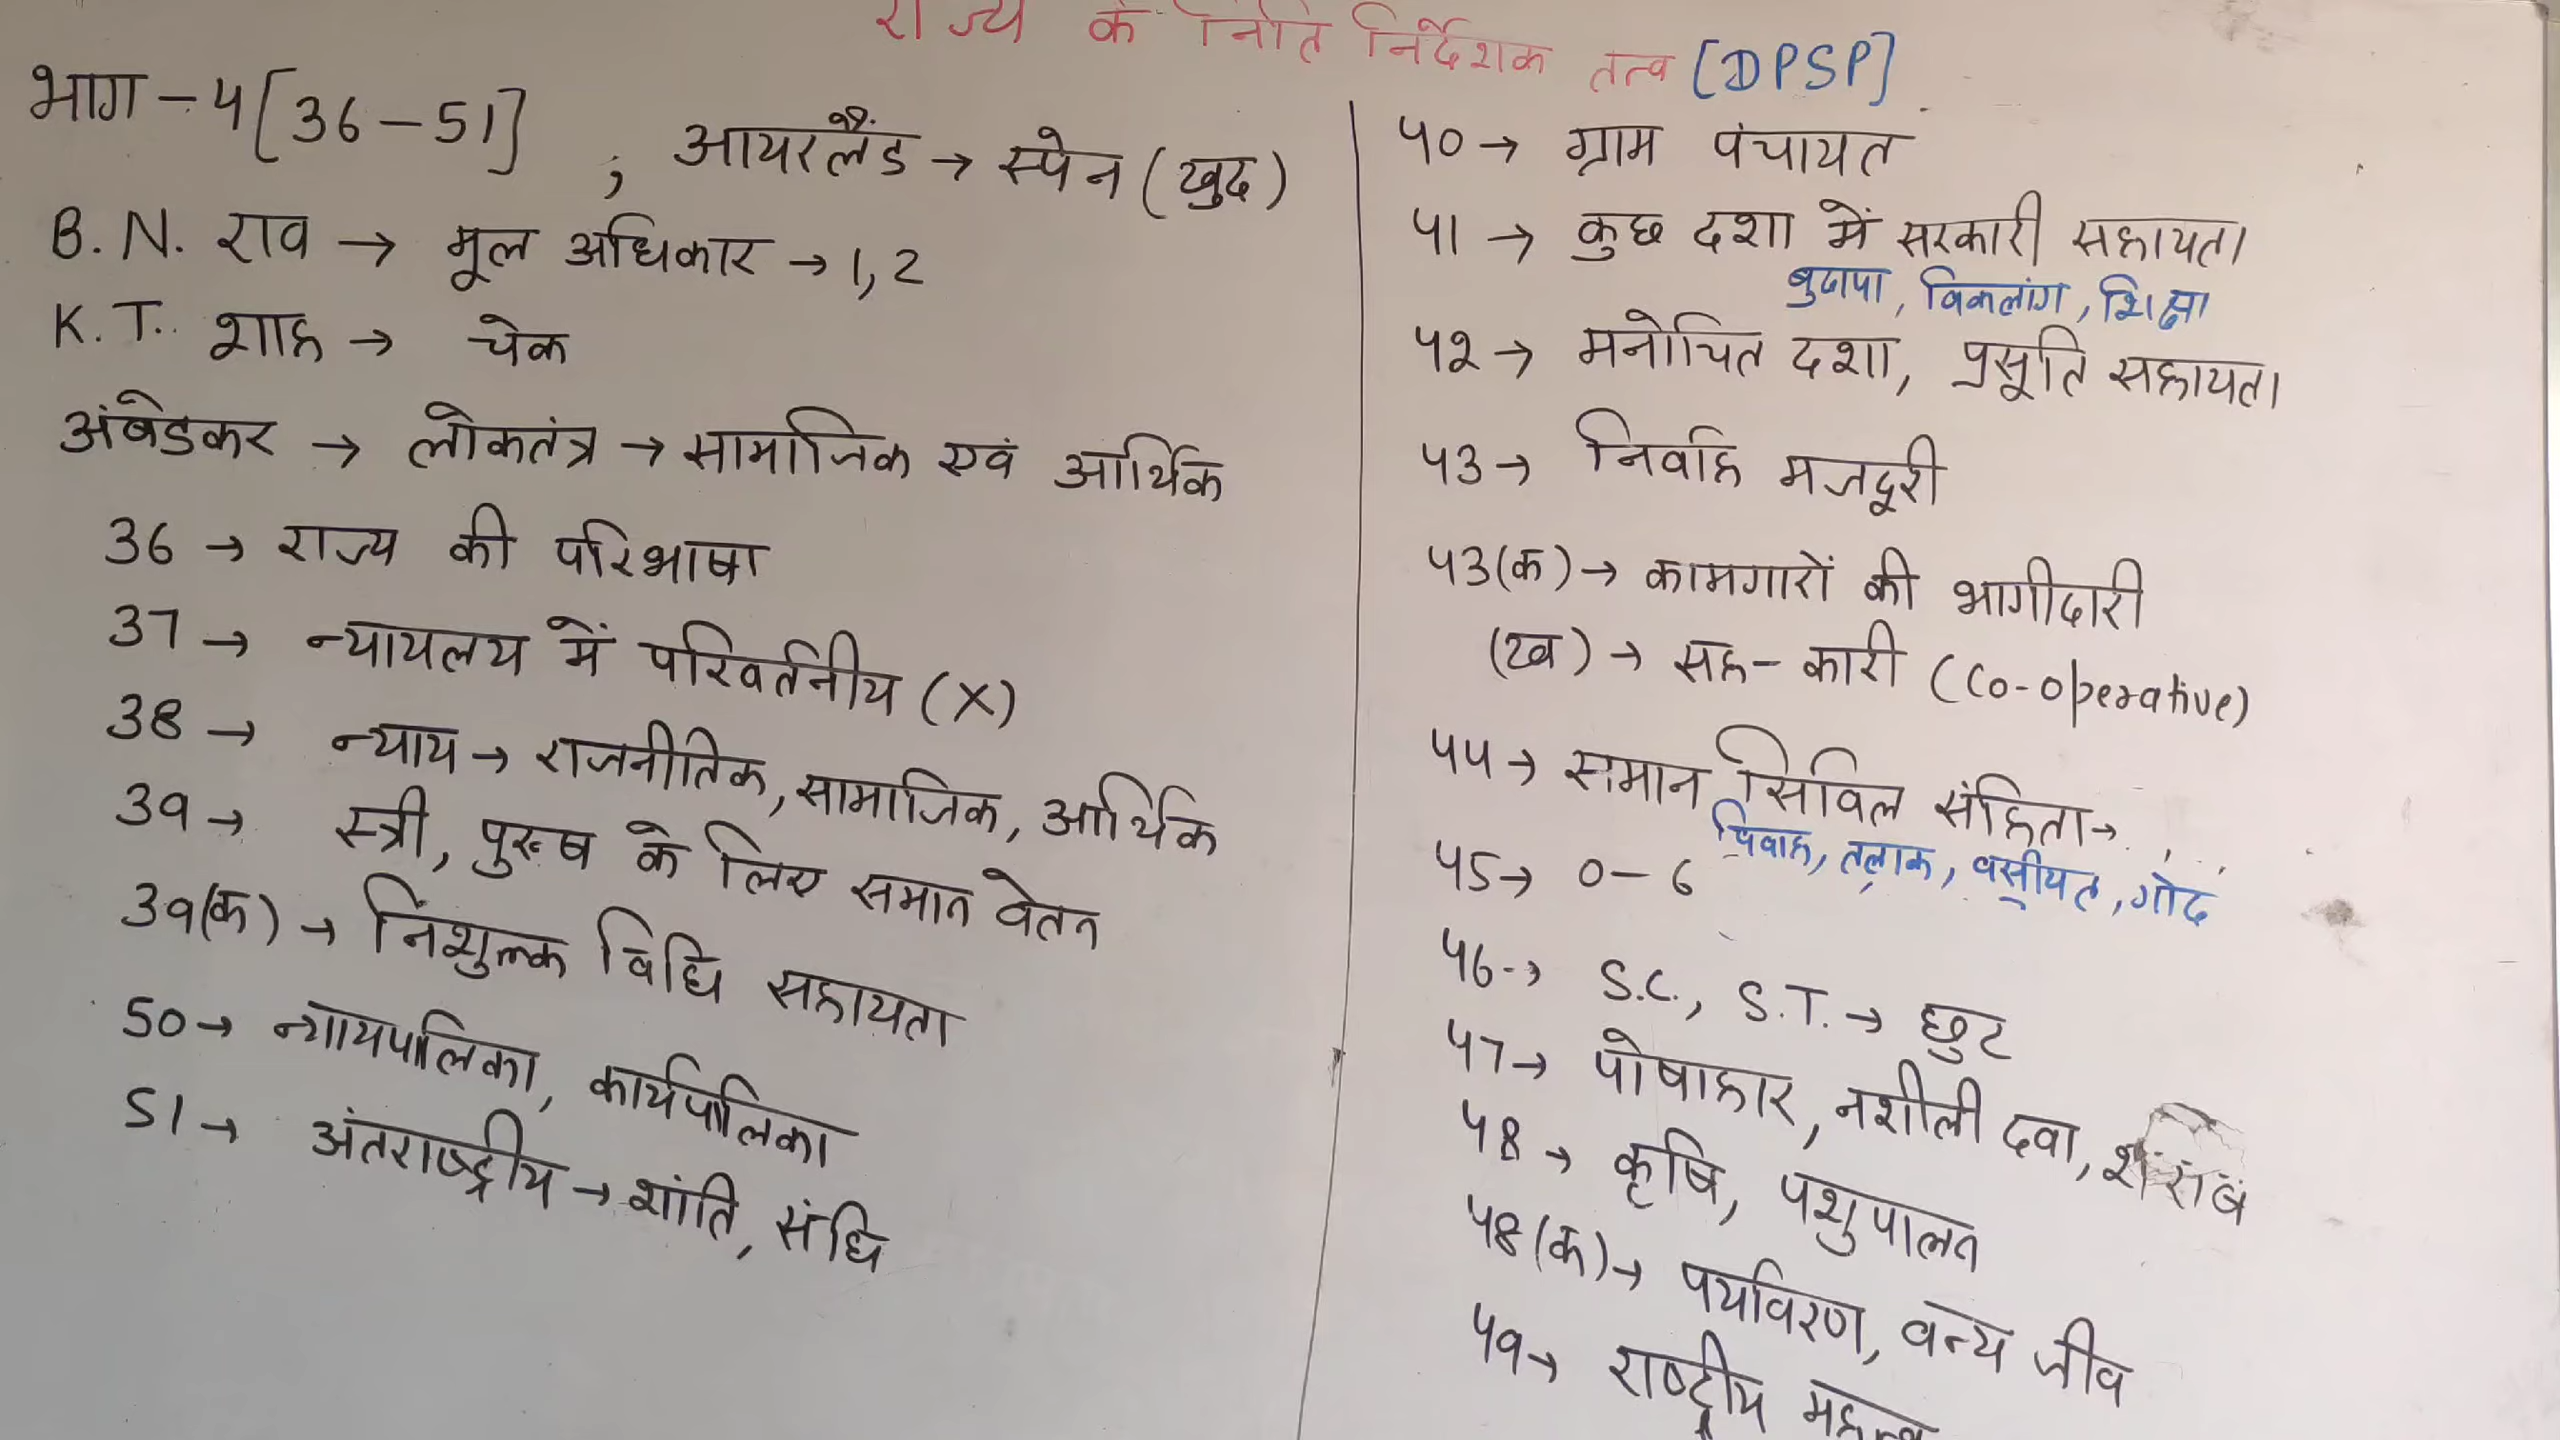 राज्य के निति निर्देशक तत्व [DPSP]
भाग - 4 [36 - 51] , आयरलैंड → स्पेन (खुद)
B. N. राव → मूल अधिकार → 1, 2
K. T. शाह → चेक
अंबेडकर → लोकतंत्र → सामाजिक एवं आर्थिक
36 → राज्य की परिभाषा
37 → न्यायलय में परिवर्तनीय (X)
38 → न्याय → राजनीतिक, सामाजिक, आर्थिक
39 → स्त्री, पुरुष के लिए समान वेतन
39(क) → निशुल्क विधि सहायता
50 → न्यायपालिका, कार्यपालिका
51 → अंतराष्ट्रीय → शांति, संधि
40 → ग्राम पंचायत
41 → कुछ दशा में सरकारी सहायता
बुढापा, विकलांग, शिक्षा
42 → मनोचित दशा, प्रसूति सहायता
43 → निर्वाह मजदूरी
43(क) → कामगारों की भागीदारी
(ख) → सह - कारी (Co-operative)
44 → समान सिविल संहिता →
विवाह, तलाक, वसीयत, गोद
45 → 0 - 6
46 → S.C., S.T. → छुट
47 → पोषाहार, नशीली दवा, शराब
48 → कृषि, पशुपालन
48(क) → पर्यावरण, वन्य जीव
49 → राष्ट्रीय महत्व